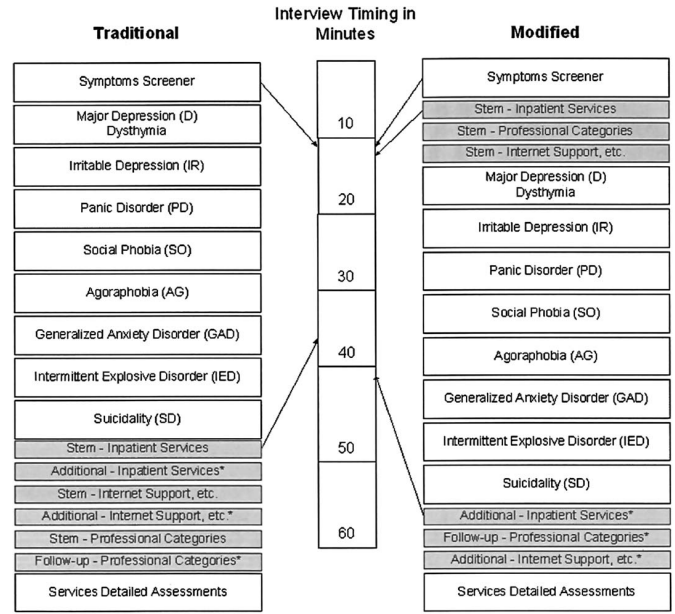 Interview Timing in
Minutes
Traditional
Symptoms Screener
Major Depression (D)
Dysthymia
Irritable Depression (IR)
Panic Disorder (PD)
Social Phobia (SO)
Agoraphobia (AG)
Generalized Anxiety Disorder (GAD)
Intermittent Explosive Disorder (IED)
Suicidality (SD)
Stem - Inpatient Services
Additional - Inpatient Services*
Stem - Internet Support, etc.
Additional - Internet Support, etc.*
Stem - Professional Categories
Follow-up - Professional Categories*
Services Detailed Assessments
10
20
30
40
50
60
Modified
Symptoms Screener
Stem - Inpatient Services
Stem - Professional Categories
Stem - Internet Support, etc.
Major Depression (D)
Dysthymia
Irritable Depression (IR)
Panic Disorder (PD)
Social Phobia (SO)
Agoraphobia (AG)
Generalized Anxiety Disorder (GAD)
Intermittent Explosive Disorder (IED)
Suicidality (SD)
Additional - Inpatient Services*
Follow-up - Professional Categories*
Additional - Internet Support, etc.*
Services Detailed Assessments